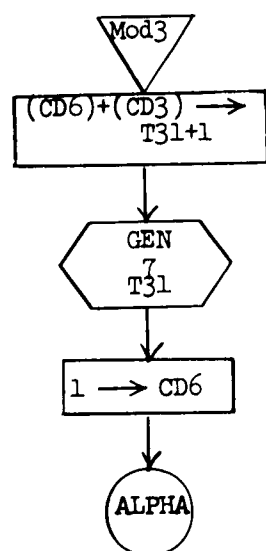 Mod3
(CD6)+(CD3) →
T31+1
GEN
7
T31
1 → CD6
ALPHA